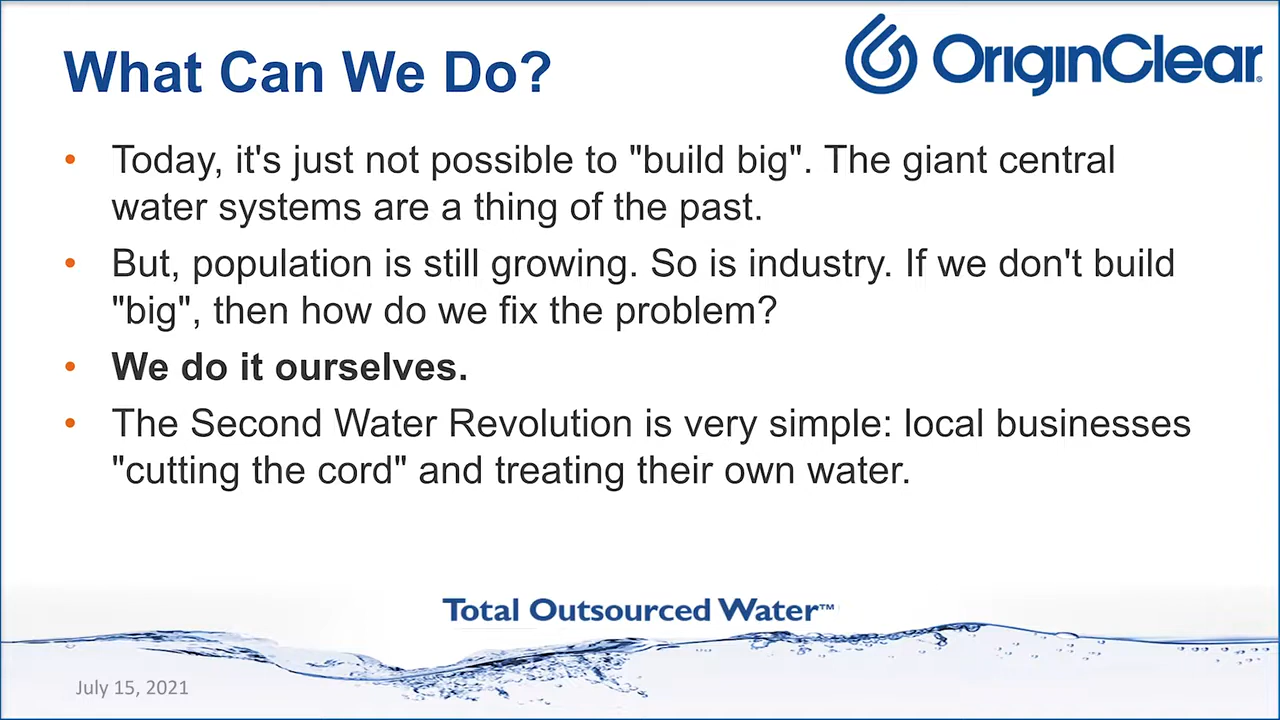 What Can We Do?
OriginClear®
• Today, it's just not possible to "build big". The giant central
water systems are a thing of the past.
• But, population is still growing. So is industry. If we don't build
"big", then how do we fix the problem?
• We do it ourselves.
• The Second Water Revolution is very simple: local businesses
"cutting the cord" and treating their own water.
Total Outsourced Water™
July 15, 2021